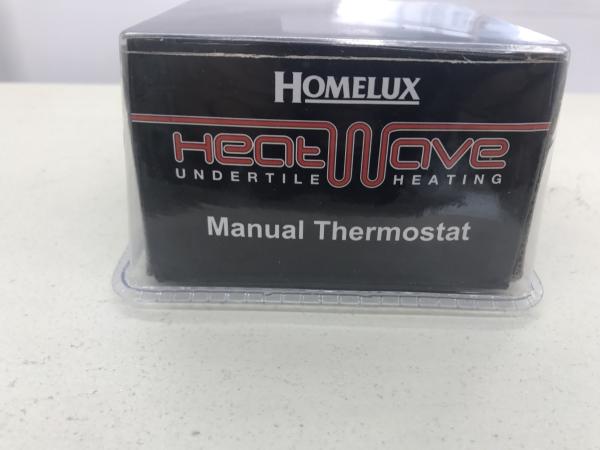 HOMELUX
HeatWave
UNDERTILE HEATING
Manual Thermostat